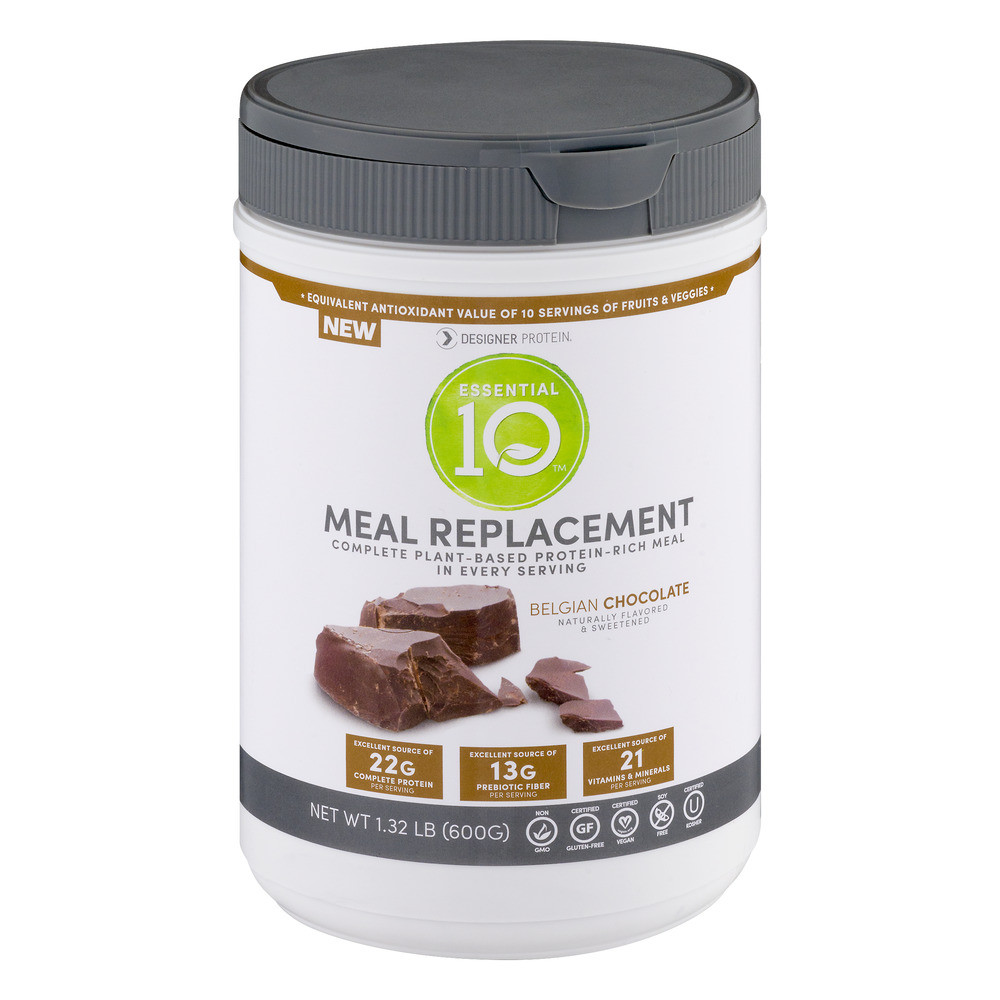 * EQUIVALENT ANTIOXIDANT VALUE OF 10 SERVINGS OF FRUITS & VEGGIES *
NEW
DESIGNER PROTEIN.
ESSENTIAL
10™
MEAL REPLACEMENT
COMPLETE PLANT-BASED PROTEIN-RICH MEAL
IN EVERY SERVING
BELGIAN CHOCOLATE
NATURALLY FLAVORED
& SWEETENED
EXCELLENT SOURCE OF
22G
COMPLETE PROTEIN
PER SERVING
EXCELLENT SOURCE OF
13G
PREBIOTIC FIBER
PER SERVING
EXCELLENT SOURCE OF
21
VITAMINS & MINERALS
PER SERVING
NET WT 1.32 LB (600G)
NON
GMO
CERTIFIED
GF
GLUTEN-FREE
CERTIFIED
VEGAN
SOY
FREE
CERTIFIED
U
KOSHER